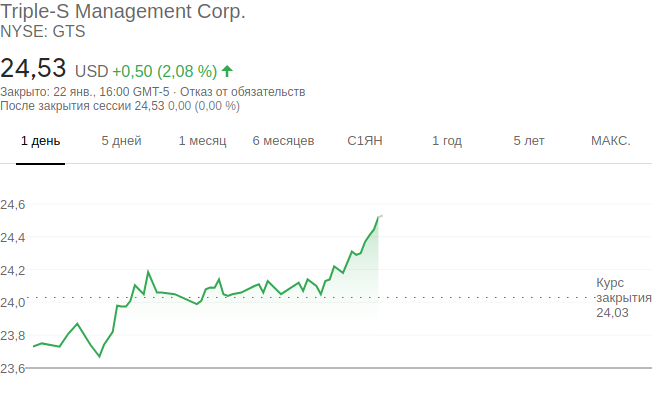 Triple-S Management Corp.
NYSE: GTS
24,53 USD +0,50 (2,08 %)
Закрыто: 22 янв., 16:00 GMT-5 · Отказ от обязательств
После закрытия сессии 24,53 0,00 (0,00 %)
1 день 5 дней 1 месяц 6 месяцев С1ЯН 1 год 5 лет МАКС.
24,6
24,4
24,2
24,0
23,8
23,6
Курс
закрытия
24,03